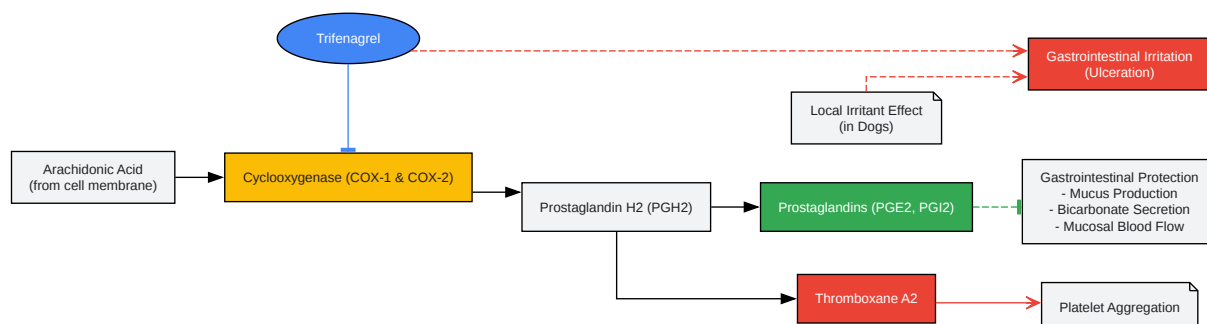 Trifenagrel
Gastrointestinal Irritation
(Ulceration)
Local Irritant Effect
(in Dogs)
Arachidonic Acid
(from cell membrane)
Cyclooxygenase (COX-1 & COX-2)
Prostaglandin H2 (PGH2)
Prostaglandins (PGE2, PGI2)
Gastrointestinal Protection
- Mucus Production
- Bicarbonate Secretion
- Mucosal Blood Flow
Thromboxane A2
Platelet Aggregation